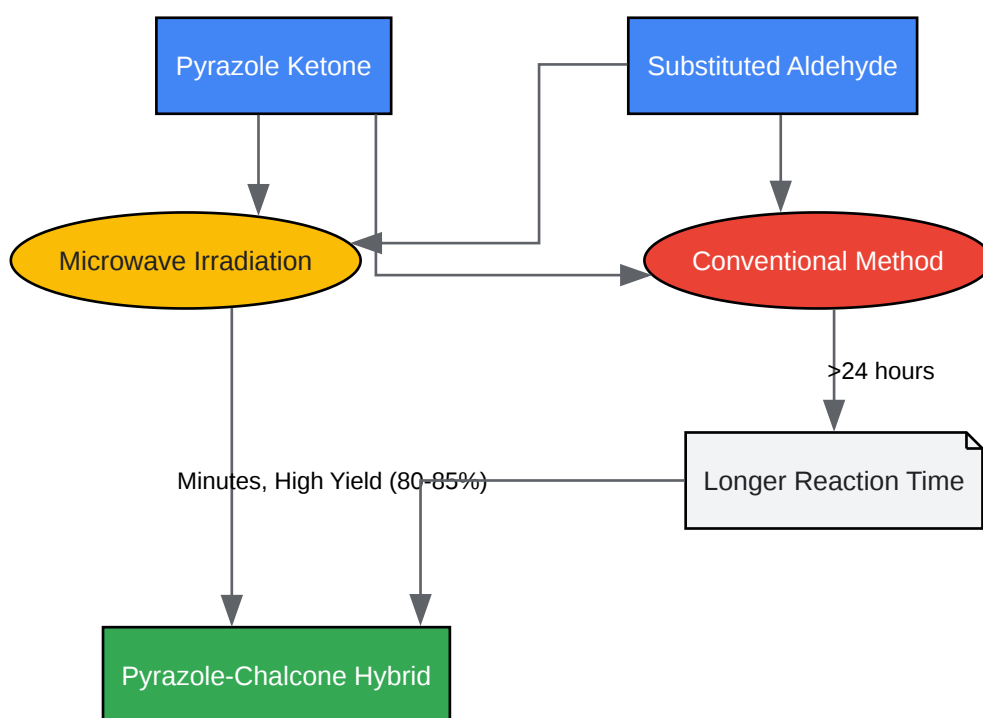 Pyrazole Ketone
Substituted Aldehyde
Microwave Irradiation
Conventional Method
>24 hours
Longer Reaction Time
Minutes, High Yield (80-85%)
Pyrazole-Chalcone Hybrid